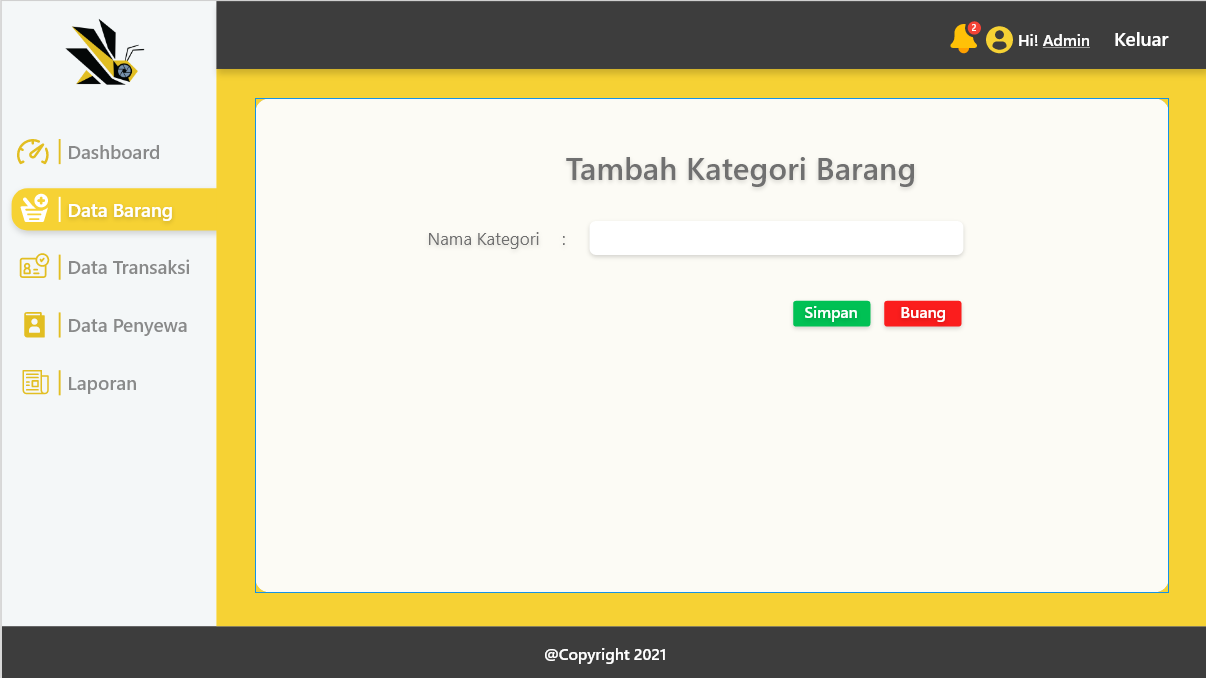 2
Hi! Admin
Keluar
Dashboard
Data Barang
Data Transaksi
Data Penyewa
Laporan
Tambah Kategori Barang
Nama Kategori :
Simpan
Buang
@Copyright 2021